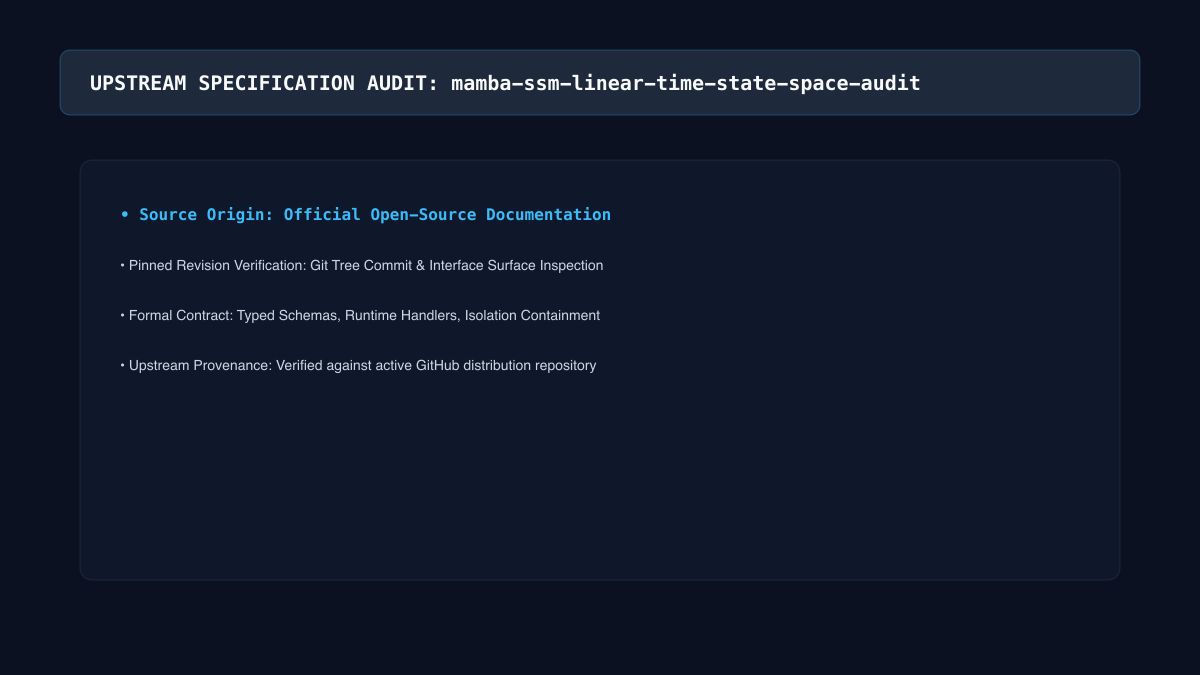 UPSTREAM SPECIFICATION AUDIT: mamba-ssm-linear-time-state-space-audit
• Source Origin: Official Open-Source Documentation
• Pinned Revision Verification: Git Tree Commit & Interface Surface Inspection
• Formal Contract: Typed Schemas, Runtime Handlers, Isolation Containment
• Upstream Provenance: Verified against active GitHub distribution repository